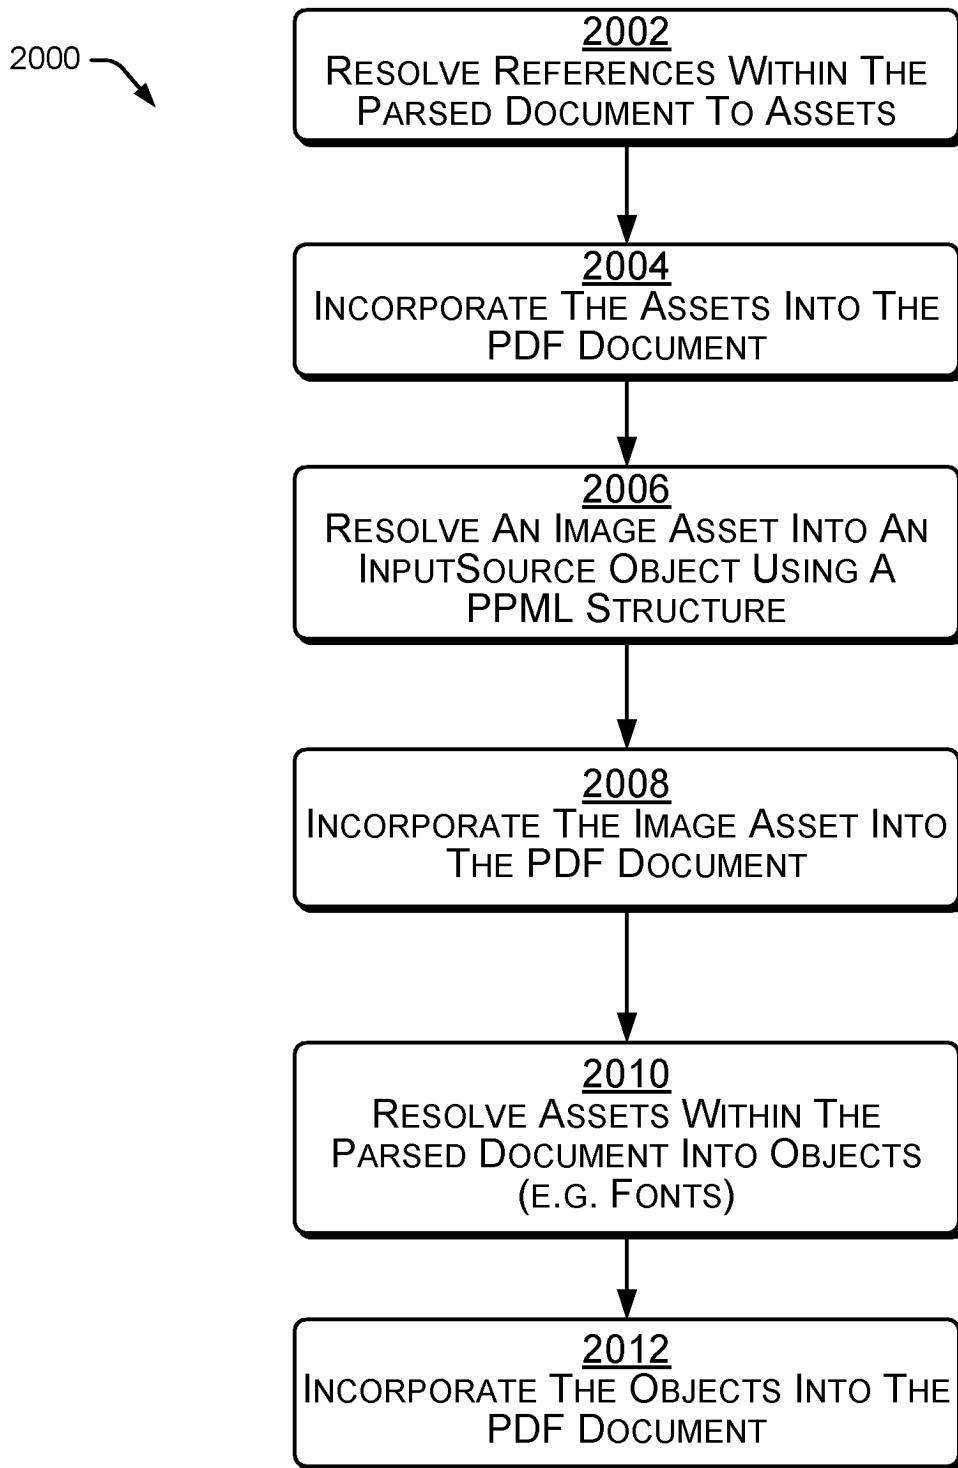 2000
2002
RESOLVE REFERENCES WITHIN THE
PARSED DOCUMENT TO ASSETS
2004
INCORPORATE THE ASSETS INTO THE
PDF DOCUMENT
2006
RESOLVE AN IMAGE ASSET INTO AN
INPUTSOURCE OBJECT USING A
PPML STRUCTURE
2008
INCORPORATE THE IMAGE ASSET INTO
THE PDF DOCUMENT
2010
RESOLVE ASSETS WITHIN THE
PARSED DOCUMENT INTO OBJECTS
(E.G. FONTS)
2012
INCORPORATE THE OBJECTS INTO THE
PDF DOCUMENT